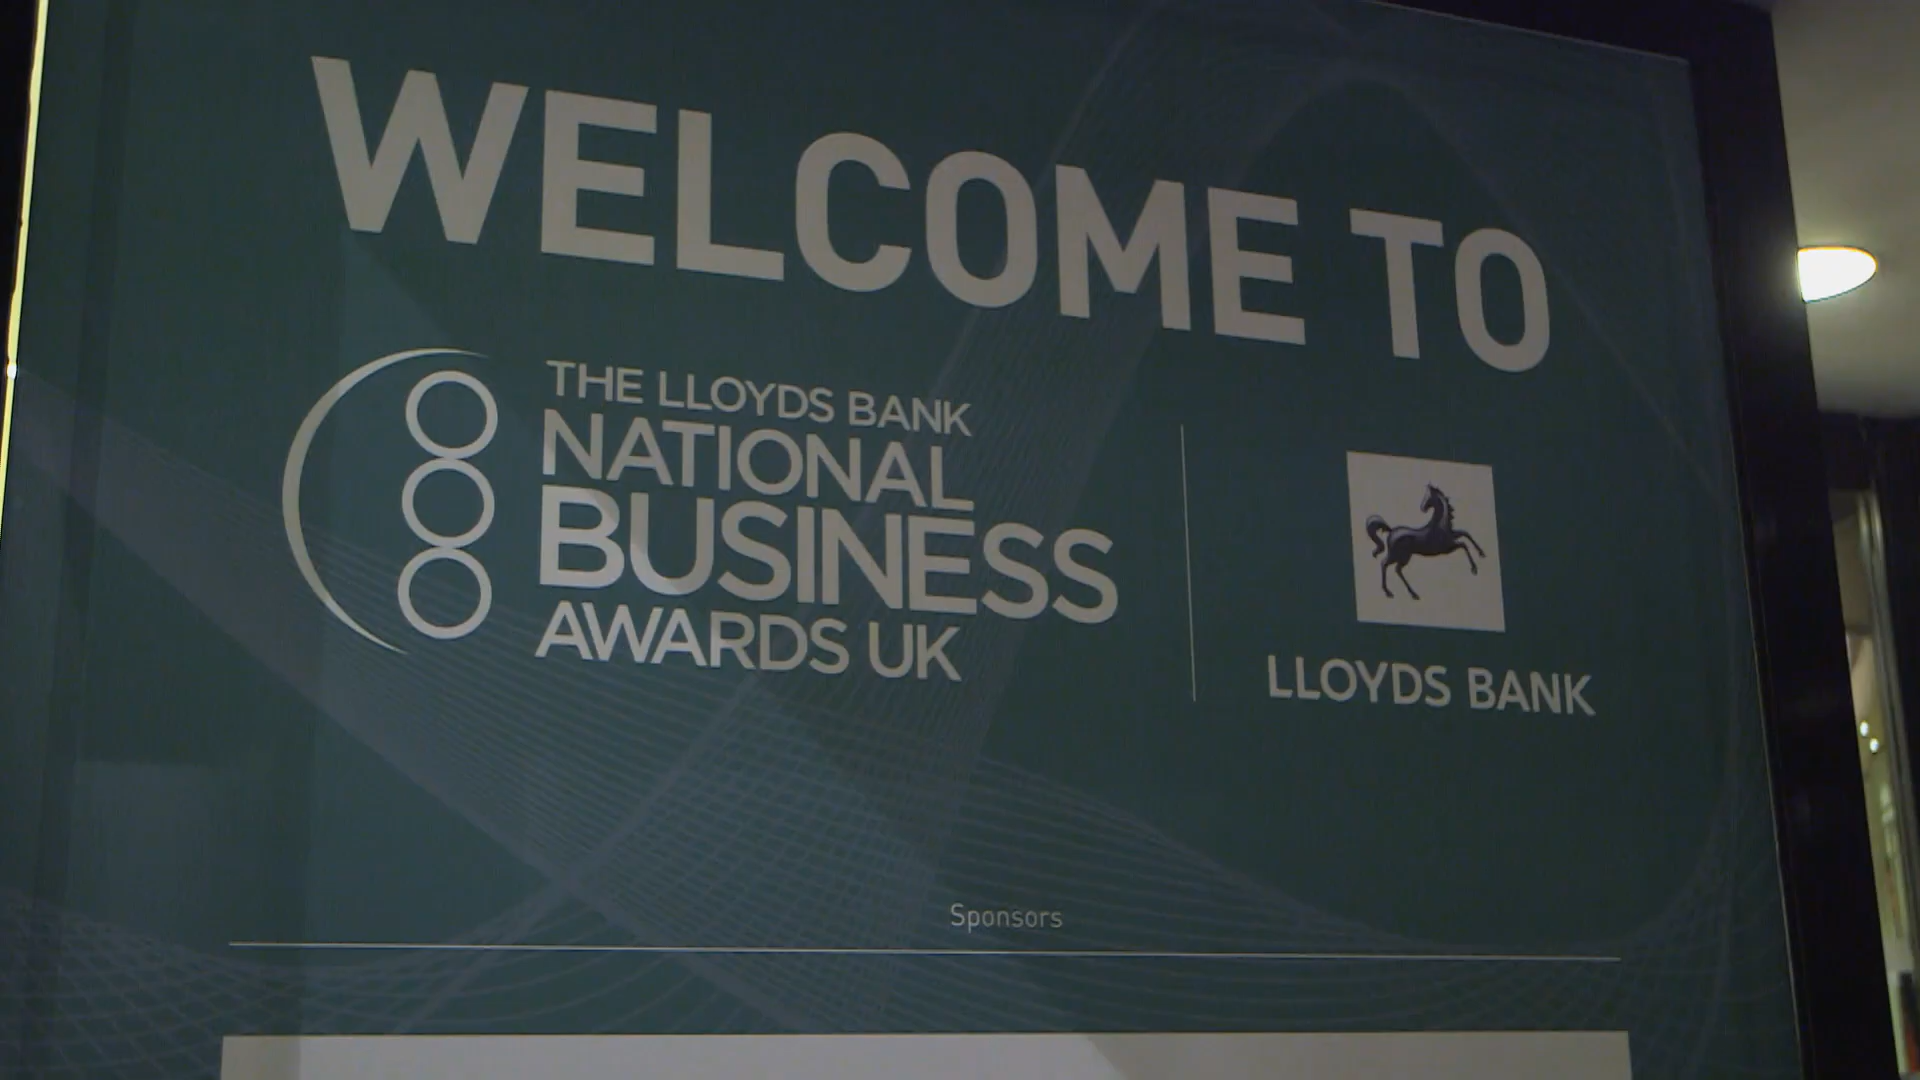 WELCOME TO
THE LLOYDS BANK
NATIONAL
BUSINESS
AWARDS UK
LLOYDS BANK
Sponsors